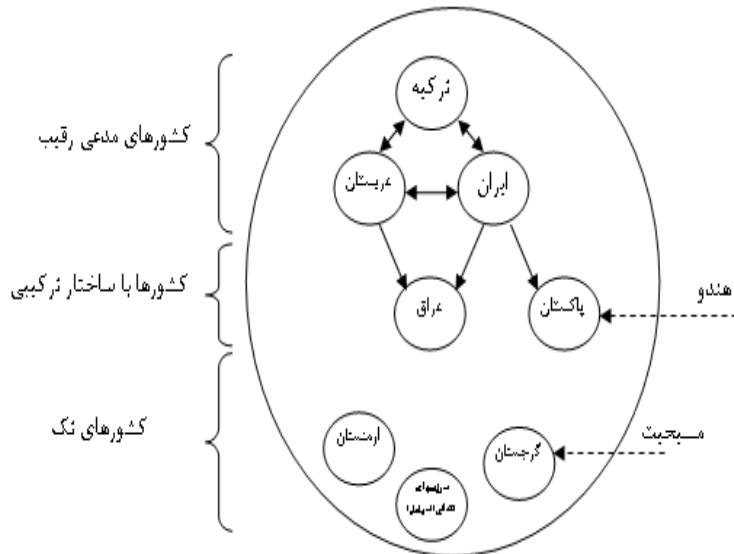 ترکیه
کشورهای مدعی رقیب
عربستان
ایران
کشورها با ساختار ترکیبی
هندو
عراق
پاکستان
کشورهای تک
ارمنستان
گرجستان
مسیحیت